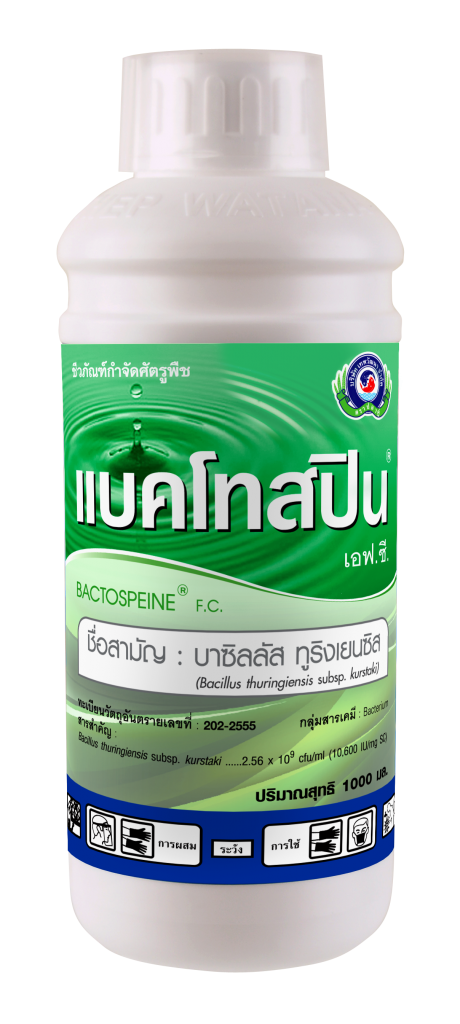 ชีวภัณฑ์กำจัดศัตรูพืช
แบคโทสปิน®
เอฟ.ซี.
BACTOSPEINE® F.C.
ชื่อสามัญ : บาซิลลัส ทูริงเยนซิส
(Bacillus thuringiensis subsp. kurstaki)
ทะเบียนวัตถุอันตรายเลขที่ : 202-2555 กลุ่มสารเคมี : Bacterium
สารสำคัญ :
Bacillus thuringiensis subsp. kurstaki ......2.56 x 10⁹ cfu/ml (10,600 IU/mg SC)
ปริมาณสุทธิ 1000 มล.
การผสม ระวัง การใช้